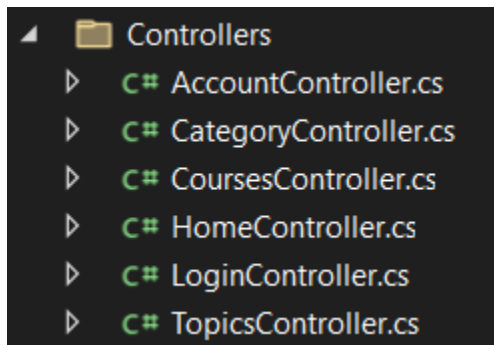 Controllers
C# AccountController.cs
C# CategoryController.cs
C# CoursesController.cs
C# HomeController.cs
C# LoginController.cs
C# TopicsController.cs